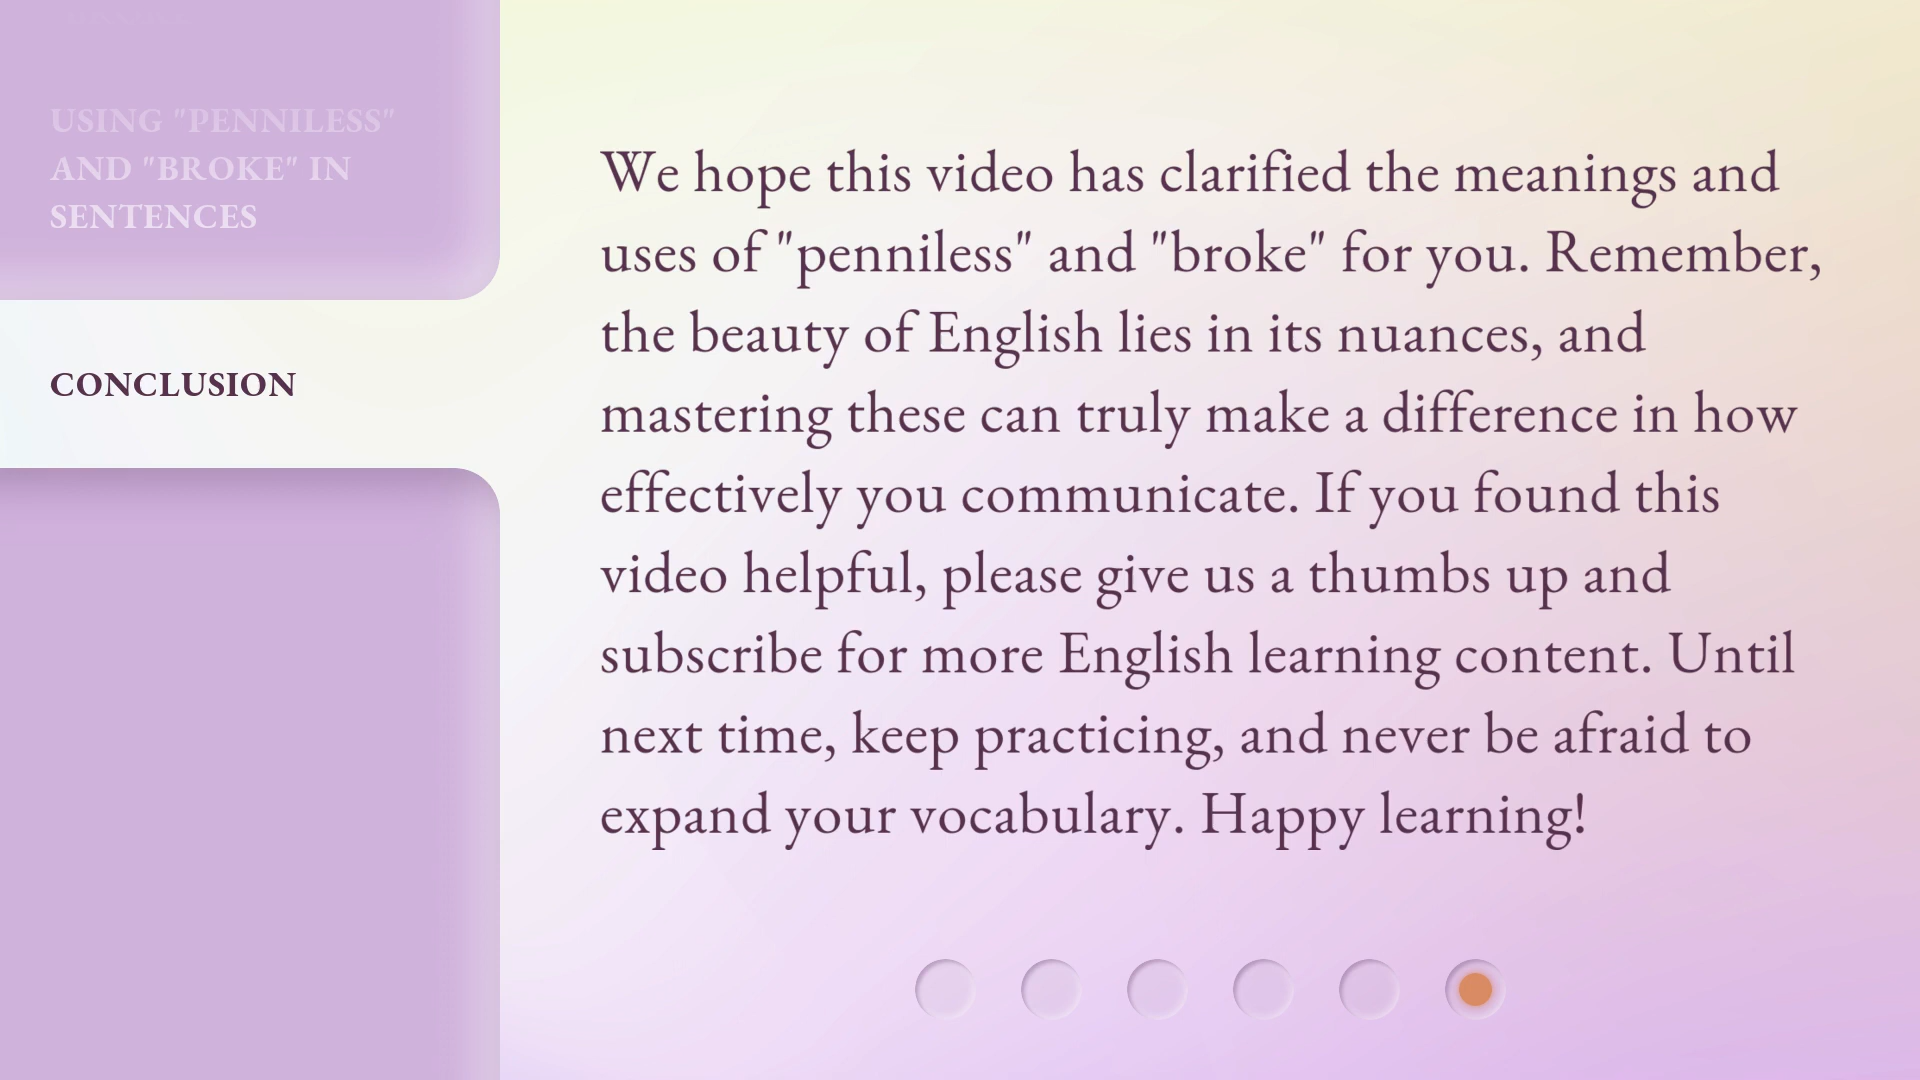 USING "PENNILESS"
AND "BROKE" IN
SENTENCES
CONCLUSION
We hope this video has clarified the meanings and
uses of "penniless" and "broke" for you. Remember,
the beauty of English lies in its nuances, and
mastering these can truly make a difference in how
effectively you communicate. If you found this
video helpful, please give us a thumbs up and
subscribe for more English learning content. Until
next time, keep practicing, and never be afraid to
expand your vocabulary. Happy learning!